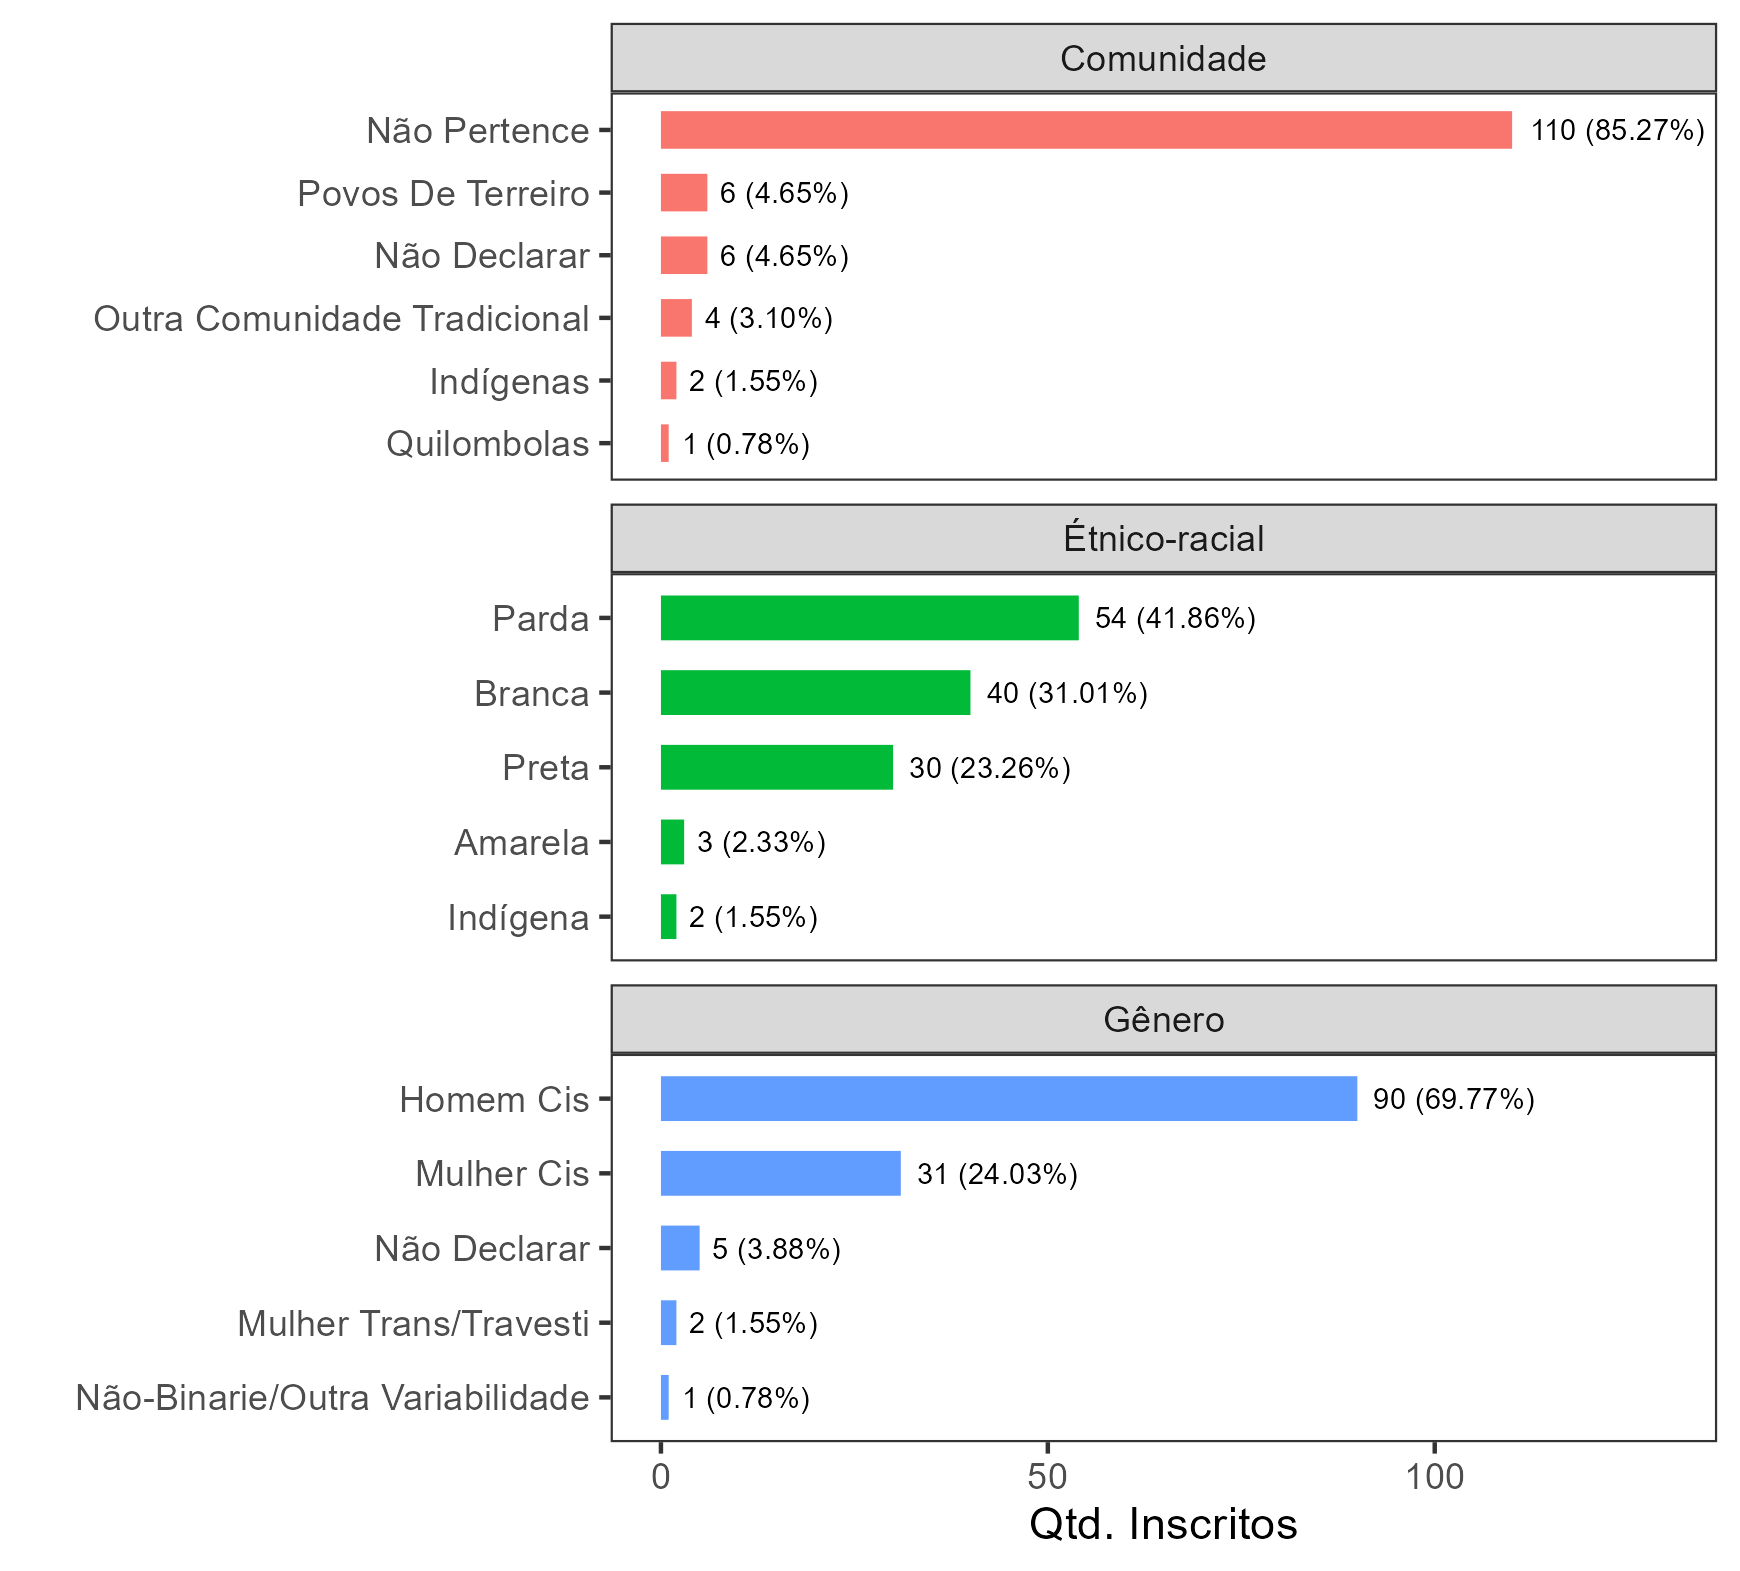 Comunidade
Não Pertence 110 (85.27%)
Povos De Terreiro 6 (4.65%)
Não Declarar 6 (4.65%)
Outra Comunidade Tradicional 4 (3.10%)
Indígenas 2 (1.55%)
Quilombolas 1 (0.78%)
Étnico-racial
Parda 54 (41.86%)
Branca 40 (31.01%)
Preta 30 (23.26%)
Amarela 3 (2.33%)
Indígena 2 (1.55%)
Gênero
Homem Cis 90 (69.77%)
Mulher Cis 31 (24.03%)
Não Declarar 5 (3.88%)
Mulher Trans/Travesti 2 (1.55%)
Não-Binarie/Outra Variabilidade 1 (0.78%)
0 50 100
Qtd. Inscritos